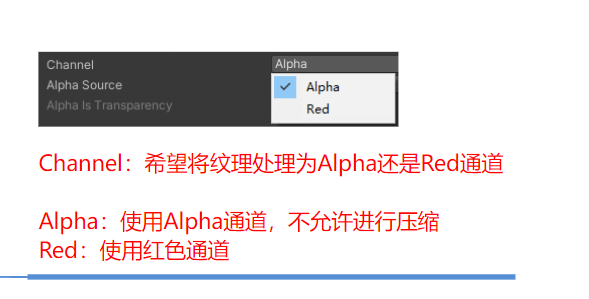 Channel
Alpha
Alpha Source
Alpha
Alpha Is Transparency
Red
Channel：希望将纹理处理为Alpha还是Red通道
Alpha：使用Alpha通道，不允许进行压缩
Red：使用红色通道